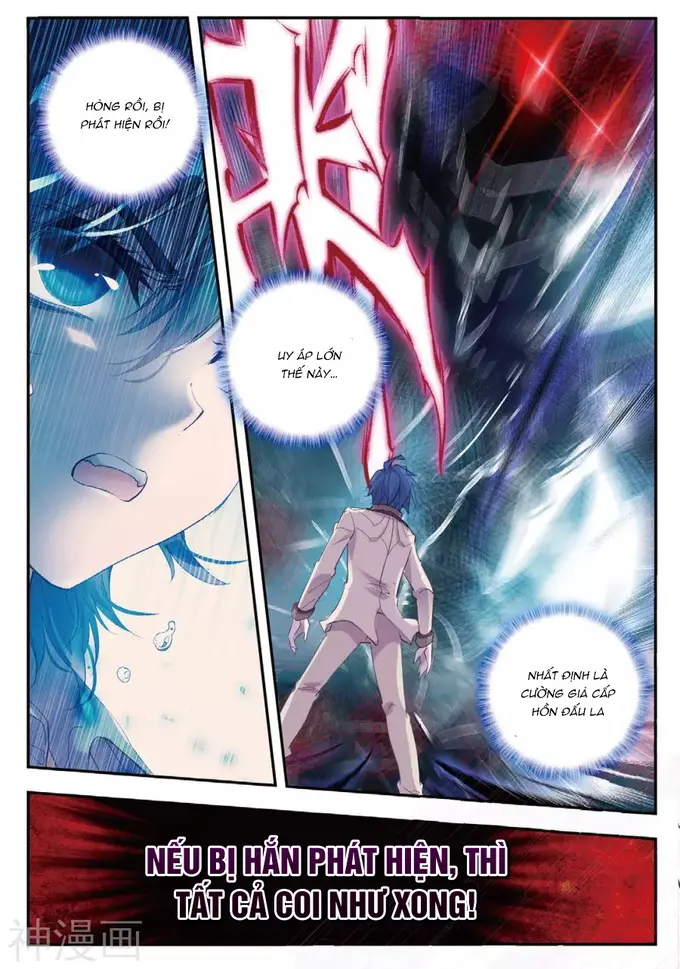 HỎNG RỒI, BỊ
PHÁT HIỆN RỒI!
UY ÁP LỚN
THẾ NÀY...
NHẤT ĐỊNH LÀ
CƯỜNG GIẢ CẤP
HỒN ĐẤU LA
NẾU BỊ HẮN PHÁT HIỆN, THÌ
TẤT CẢ COI NHƯ XONG!
神漫画